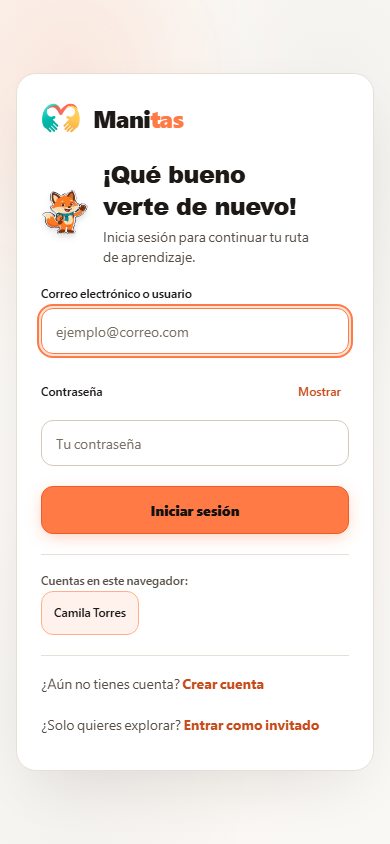 Manitas
¡Qué bueno
verte de nuevo!
Inicia sesión para continuar tu ruta
de aprendizaje.
Correo electrónico o usuario
ejemplo@correo.com
Contraseña
Mostrar
Tu contraseña
Iniciar sesión
Cuentas en este navegador:
Camila Torres
¿Aún no tienes cuenta? Crear cuenta
¿Solo quieres explorar? Entrar como invitado